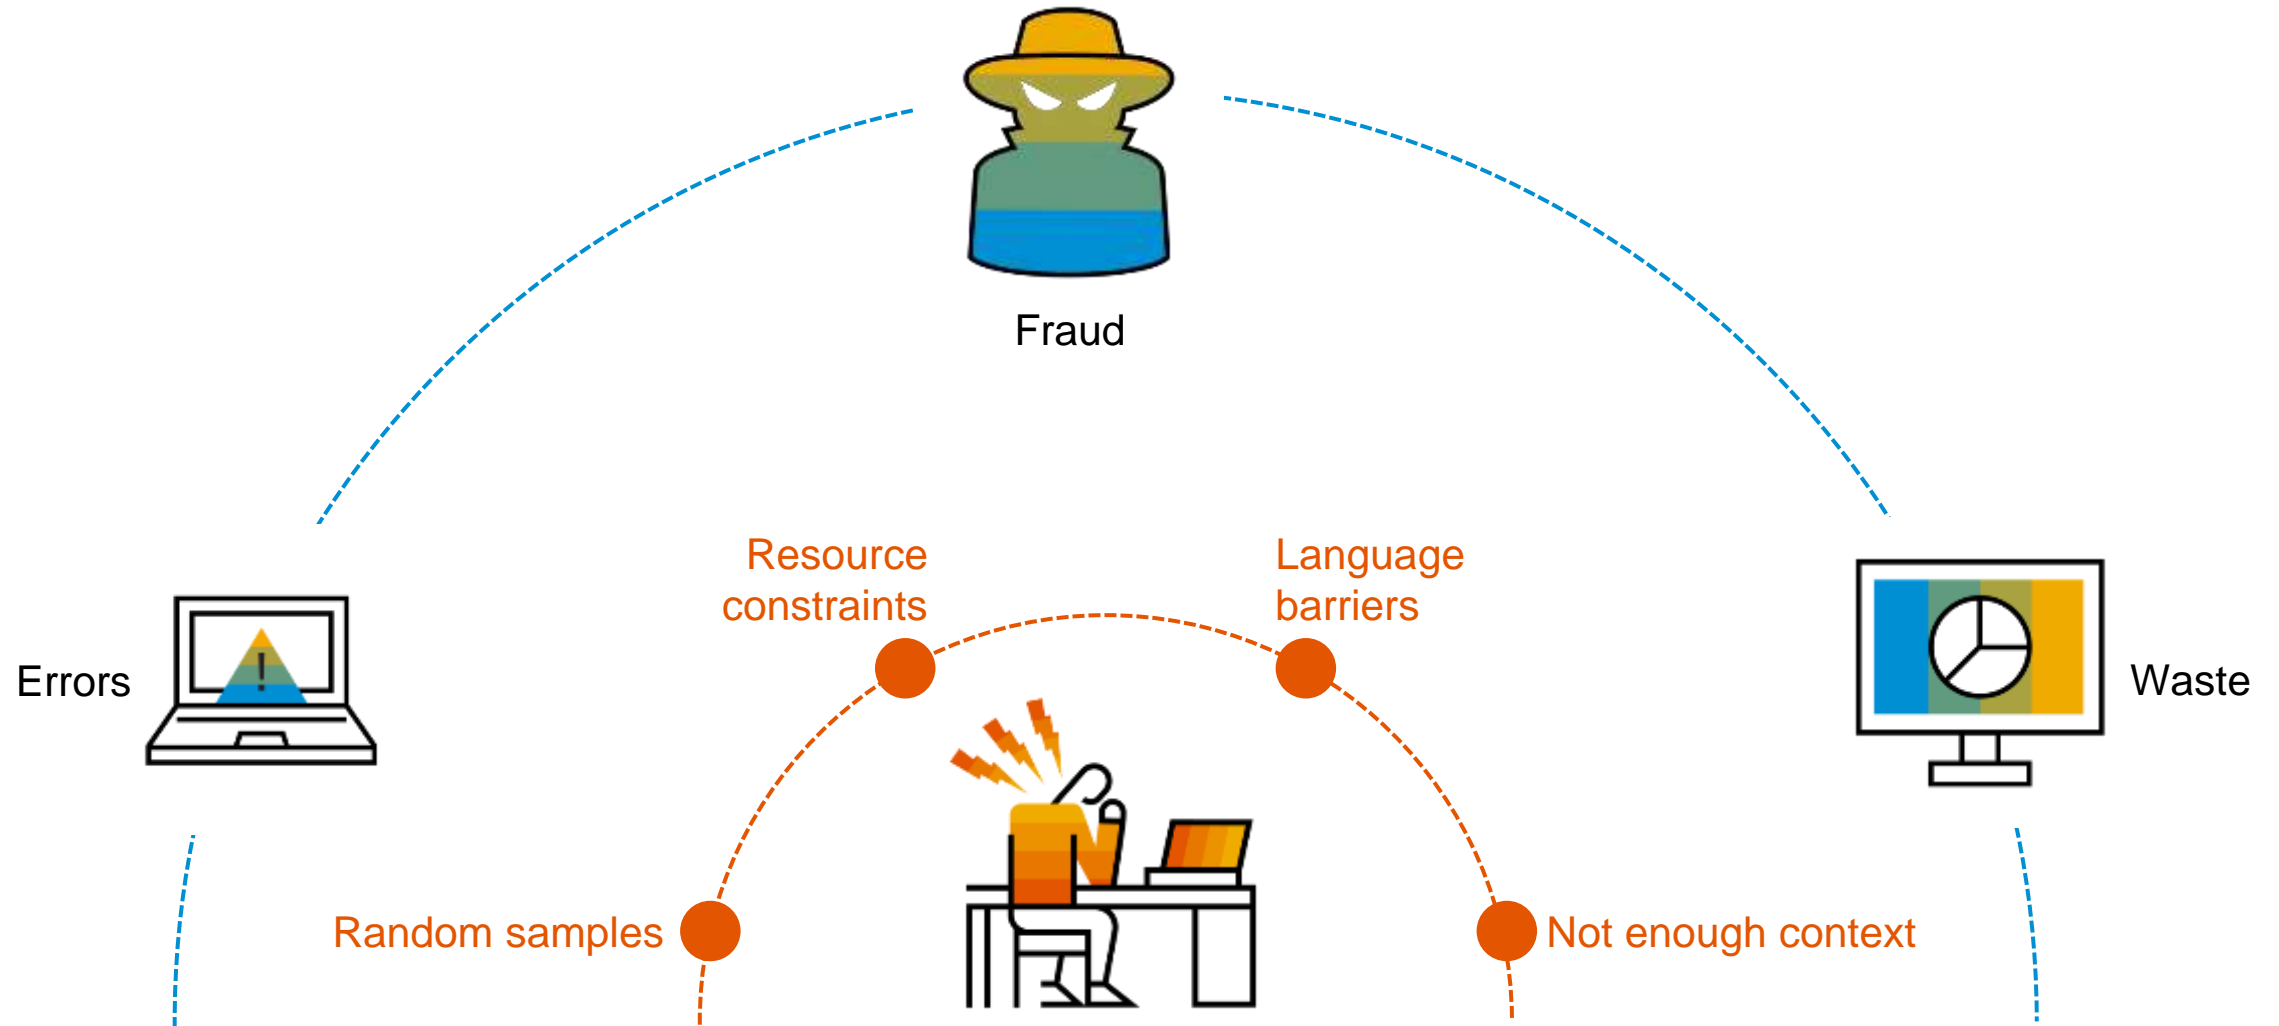 Fraud
Resource
constraints
Language
barriers
Errors
!
Waste
Random samples
Not enough context